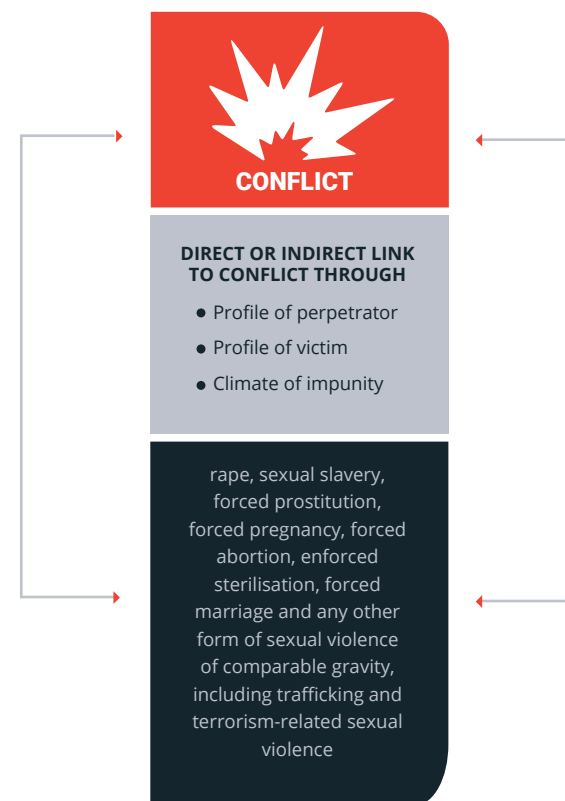 CONFLICT
DIRECT OR INDIRECT LINK
TO CONFLICT THROUGH
● Profile of perpetrator
● Profile of victim
● Climate of impunity
rape, sexual slavery,
forced prostitution,
forced pregnancy, forced
abortion, enforced
sterilisation, forced
marriage and any other
form of sexual violence
of comparable gravity,
including trafficking and
terrorism-related sexual
violence